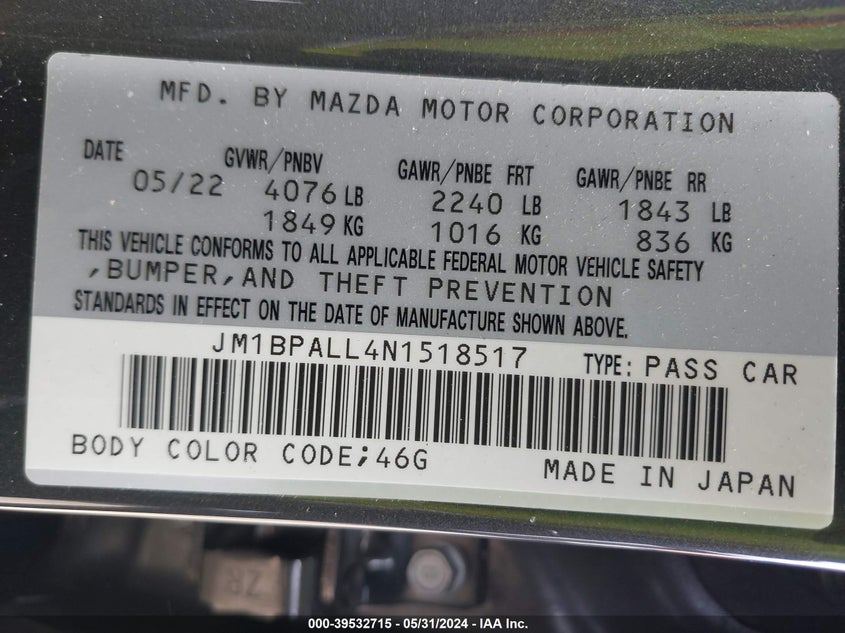 MFD. BY MAZDA MOTOR CORPORATION
DATE GVWR/PNBV GAWR/PNBE FRT GAWR/PNBE RR
05/22 4076 LB 2240 LB 1843 LB
1849 KG 1016 KG 836 KG
THIS VEHICLE CONFORMS TO ALL APPLICABLE FEDERAL MOTOR VEHICLE SAFETY
,BUMPER,AND THEFT PREVENTION
STANDARDS IN EFFECT ON THE DATE OF MANUFACTURE SHOWN ABOVE.
JM1BPALL4N1518517 TYPE: PASS CAR
BODY COLOR CODE;46G MADE IN JAPAN
ZR
000-39532715 - 05/31/2024 - IAA Inc.